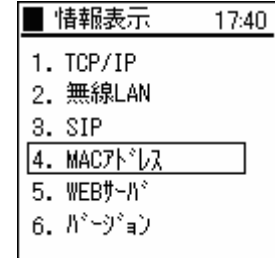 ■ 情報表示 17:40
1. TCP/IP
2. 無線LAN
3. SIP
4. MACｱﾄﾞﾚｽ
5. WEBｻｰﾊﾞ
6. ﾊﾞｰｼﾞｮﾝ